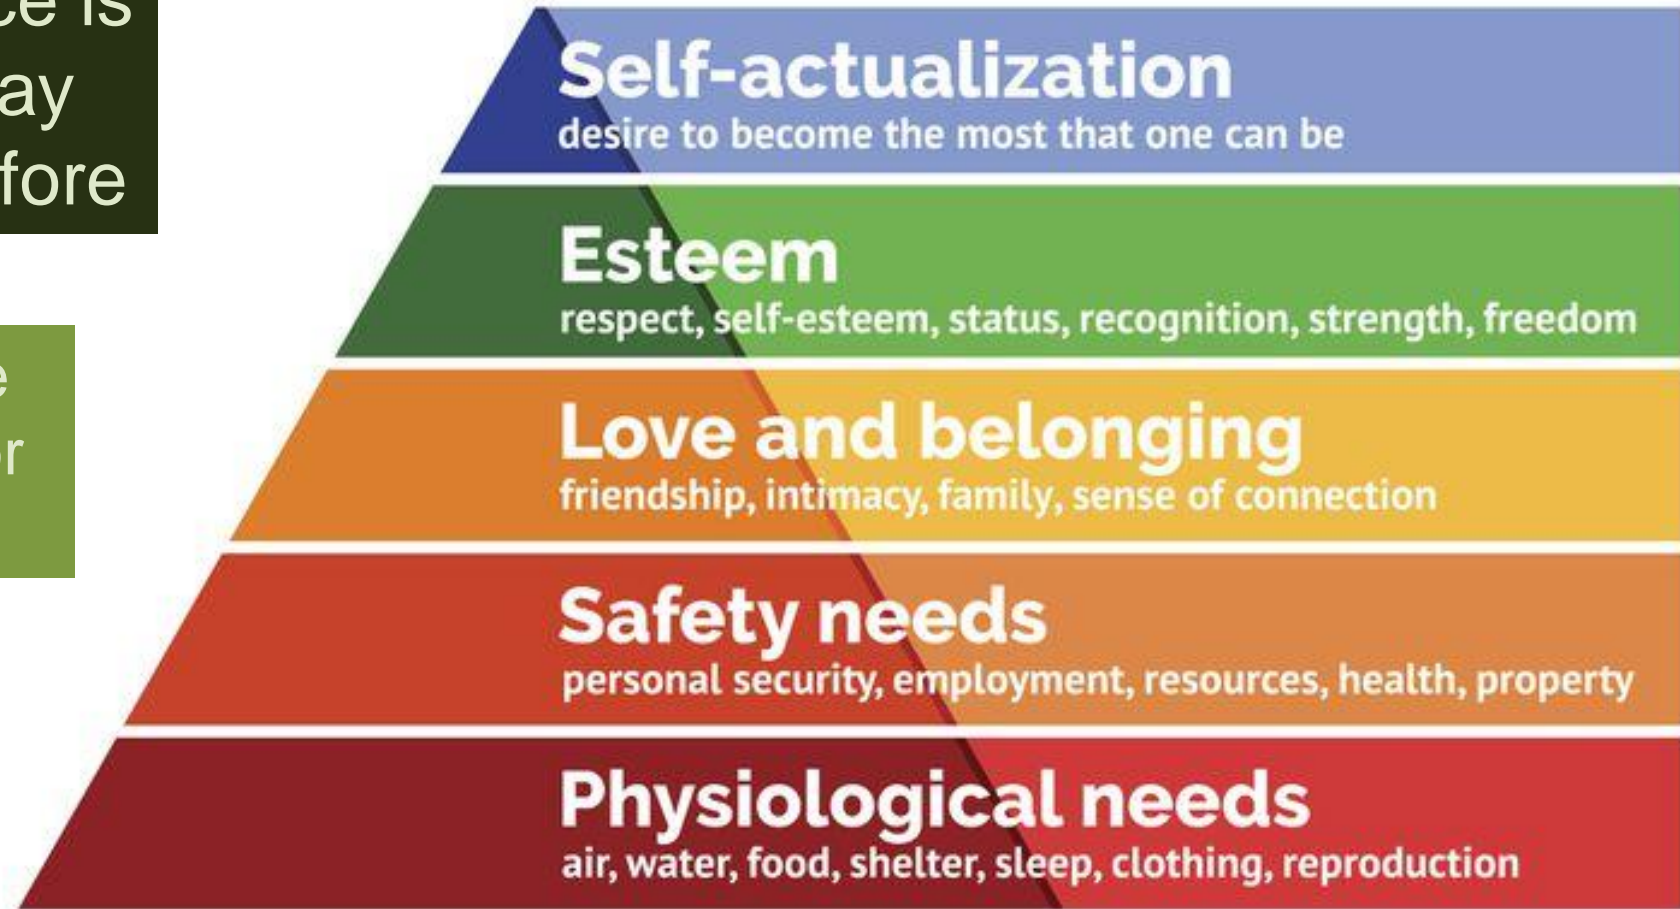 is
fore
Self-actualization
desire to become the most that one can be
Esteem
respect, self-esteem, status, recognition, strength, freedom
Love and belonging
friendship, intimacy, family, sense of connection
Safety needs
personal security, employment, resources, health, property
Physiological needs
air, water, food, shelter, sleep, clothing, reproduction